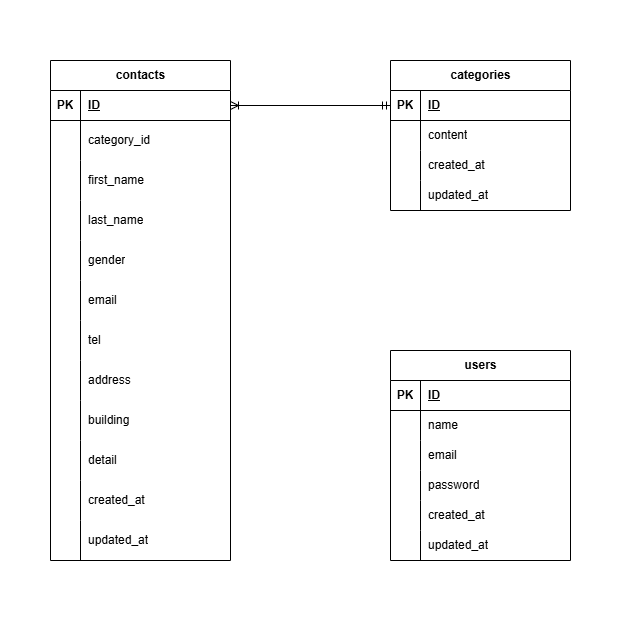 contacts
PK ID
category_id
first_name
last_name
gender
email
tel
address
building
detail
created_at
updated_at
categories
PK ID
content
created_at
updated_at
users
PK ID
name
email
password
created_at
updated_at